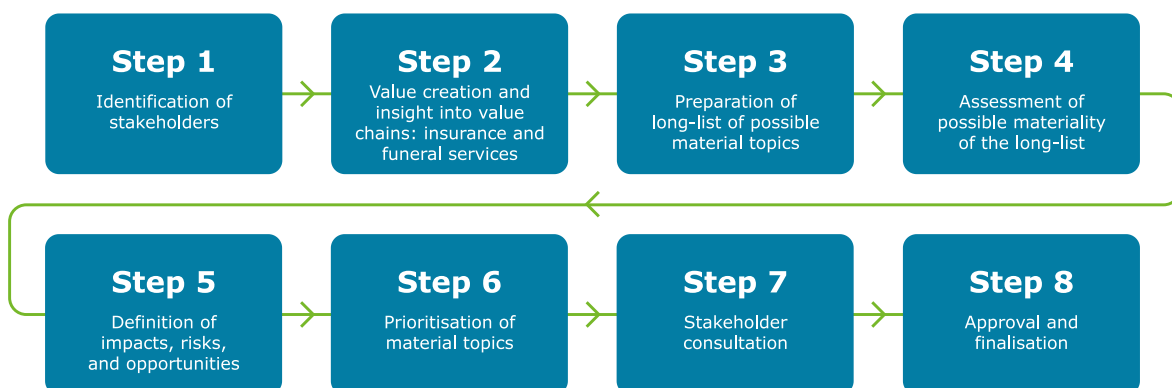 Step 1
Identification of
stakeholders
Step 2
Value creation and
insight into value
chains: insurance and
funeral services
Step 3
Preparation of
long-list of possible
material topics
Step 4
Assessment of
possible materiality
of the long-list
Step 5
Definition of
impacts, risks,
and opportunities
Step 6
Prioritisation of
material topics
Step 7
Stakeholder
consultation
Step 8
Approval and
finalisation